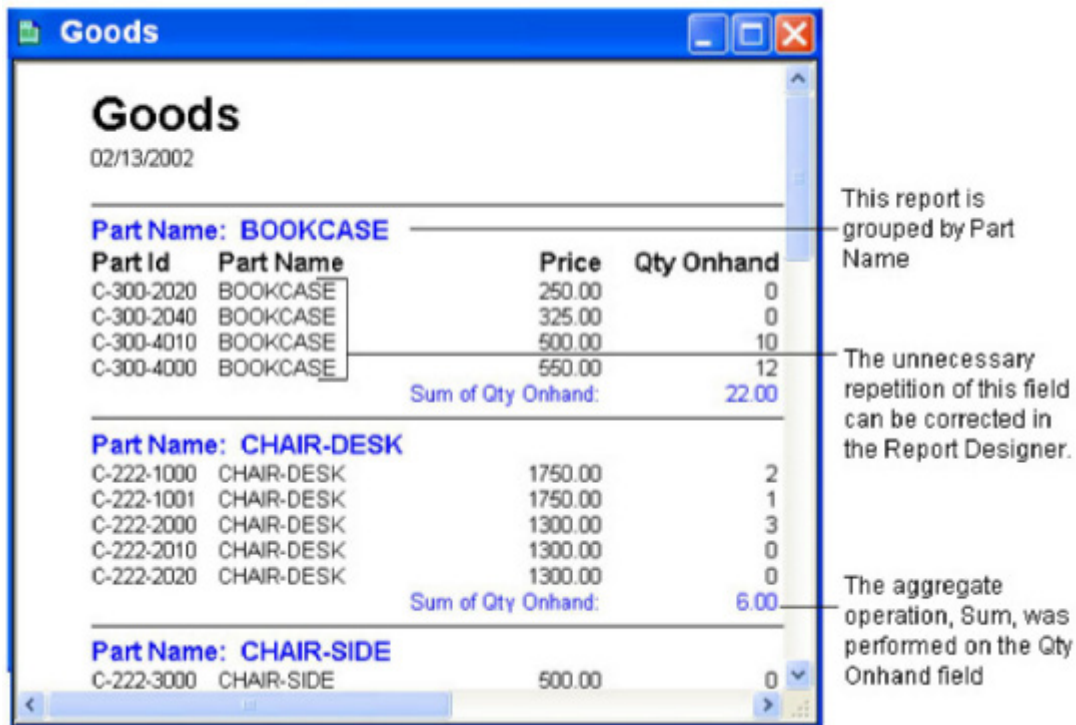 Goods
Goods
02/13/2002
Part Name: BOOKCASE
Part Id Part Name Price Qty Onhand
C-300-2020 BOOKCASE 250.00 0
C-300-2040 BOOKCASE 325.00 0
C-300-4010 BOOKCASE 500.00 10
C-300-4000 BOOKCASE 550.00 12
Sum of Qty Onhand: 22.00
Part Name: CHAIR-DESK
C-222-1000 CHAIR-DESK 1750.00 2
C-222-1001 CHAIR-DESK 1750.00 1
C-222-2000 CHAIR-DESK 1300.00 3
C-222-2010 CHAIR-DESK 1300.00 0
C-222-2020 CHAIR-DESK 1300.00 0
Sum of Qty Onhand: 6.00
Part Name: CHAIR-SIDE
C-222-3000 CHAIR-SIDE 500.00 0
This report is
grouped by Part
Name
The unnecessary
repetition of this field
can be corrected in
the Report Designer.
The aggregate
operation, Sum, was
performed on the Qty
Onhand field